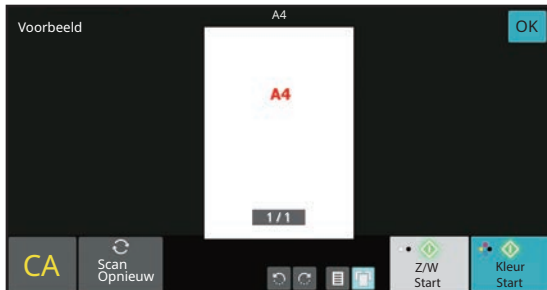 A4
Voorbeeld
OK
A4
1 / 1
CA
Scan
Opnieuw
Z/W
Start
Kleur
Start